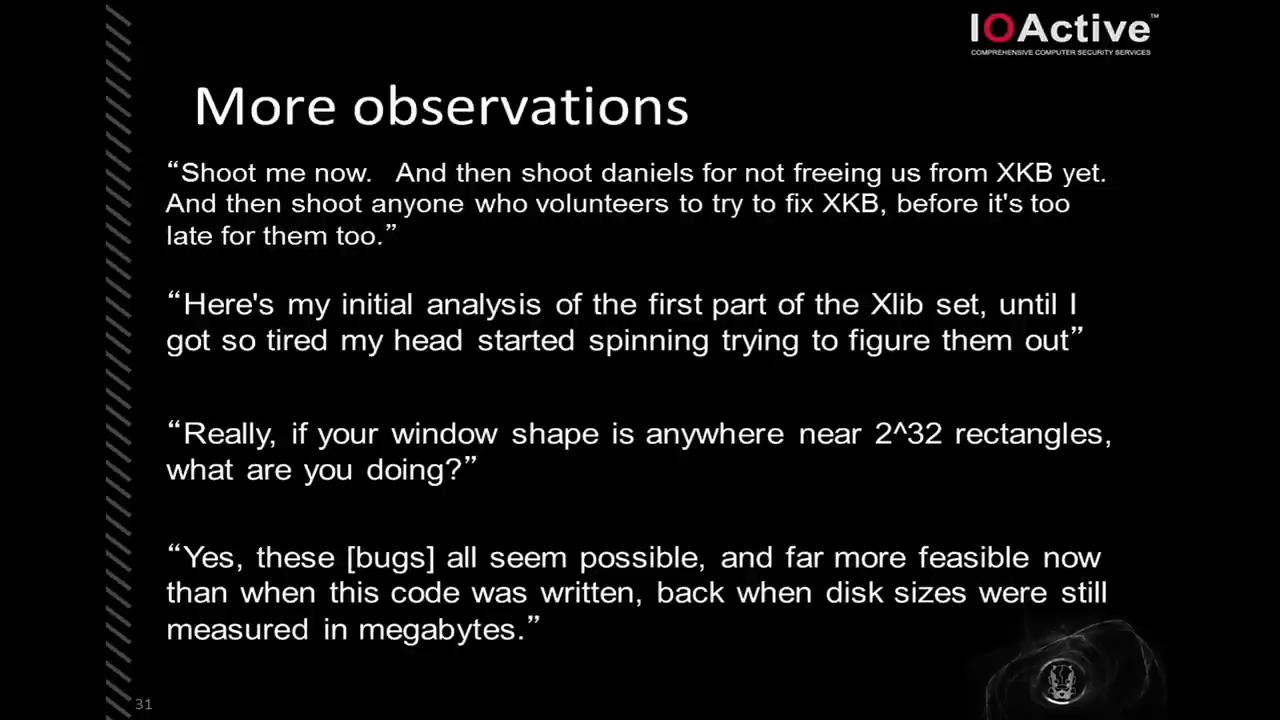 IOActive™
COMPREHENSIVE COMPUTER SECURITY SERVICES
More observations
“Shoot me now.   And then shoot daniels for not freeing us from XKB yet.
And then shoot anyone who volunteers to try to fix XKB, before it's too
late for them too.”
“Here's my initial analysis of the first part of the Xlib set, until I
got so tired my head started spinning trying to figure them out”
“Really, if your window shape is anywhere near 2^32 rectangles,
what are you doing?”
“Yes, these [bugs] all seem possible, and far more feasible now
than when this code was written, back when disk sizes were still
measured in megabytes.”
31